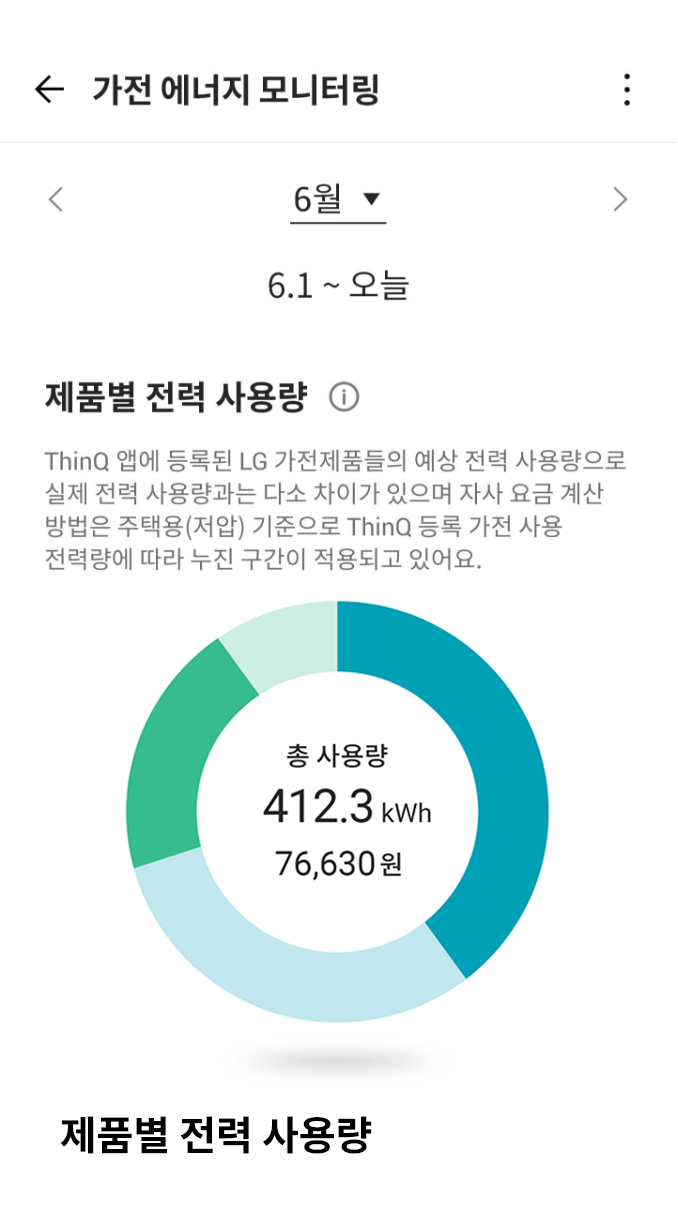 가전 에너지 모니터링
6월
6.1 ~ 오늘
제품별 전력 사용량
ThinQ 앱에 등록된 LG 가전제품들의 예상 전력 사용량으로
실제 전력 사용량과는 다소 차이가 있으며 자사 요금 계산
방법은 주택용(저압) 기준으로 ThinQ 등록 가전 사용
전력량에 따라 누진 구간이 적용되고 있어요.
총 사용량
412.3 kWh
76,630원
제품별 전력 사용량